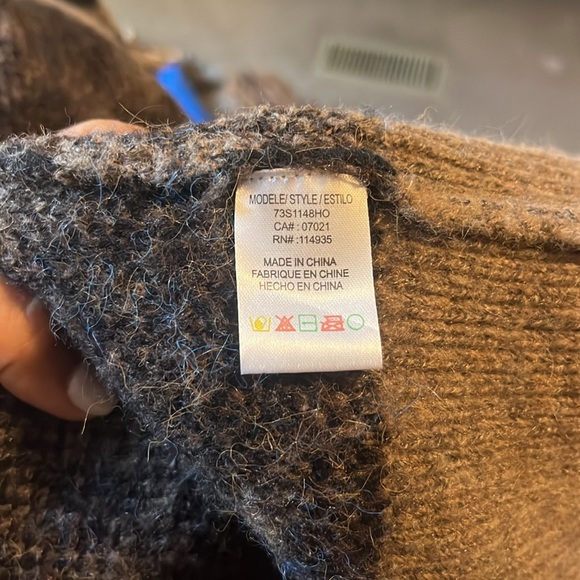 MODELE/ STYLE / ESTILO
73S1148HO
CA# : 07021
RN# : 114935
MADE IN CHINA
FABRIQUE EN CHINE
HECHO EN CHINA